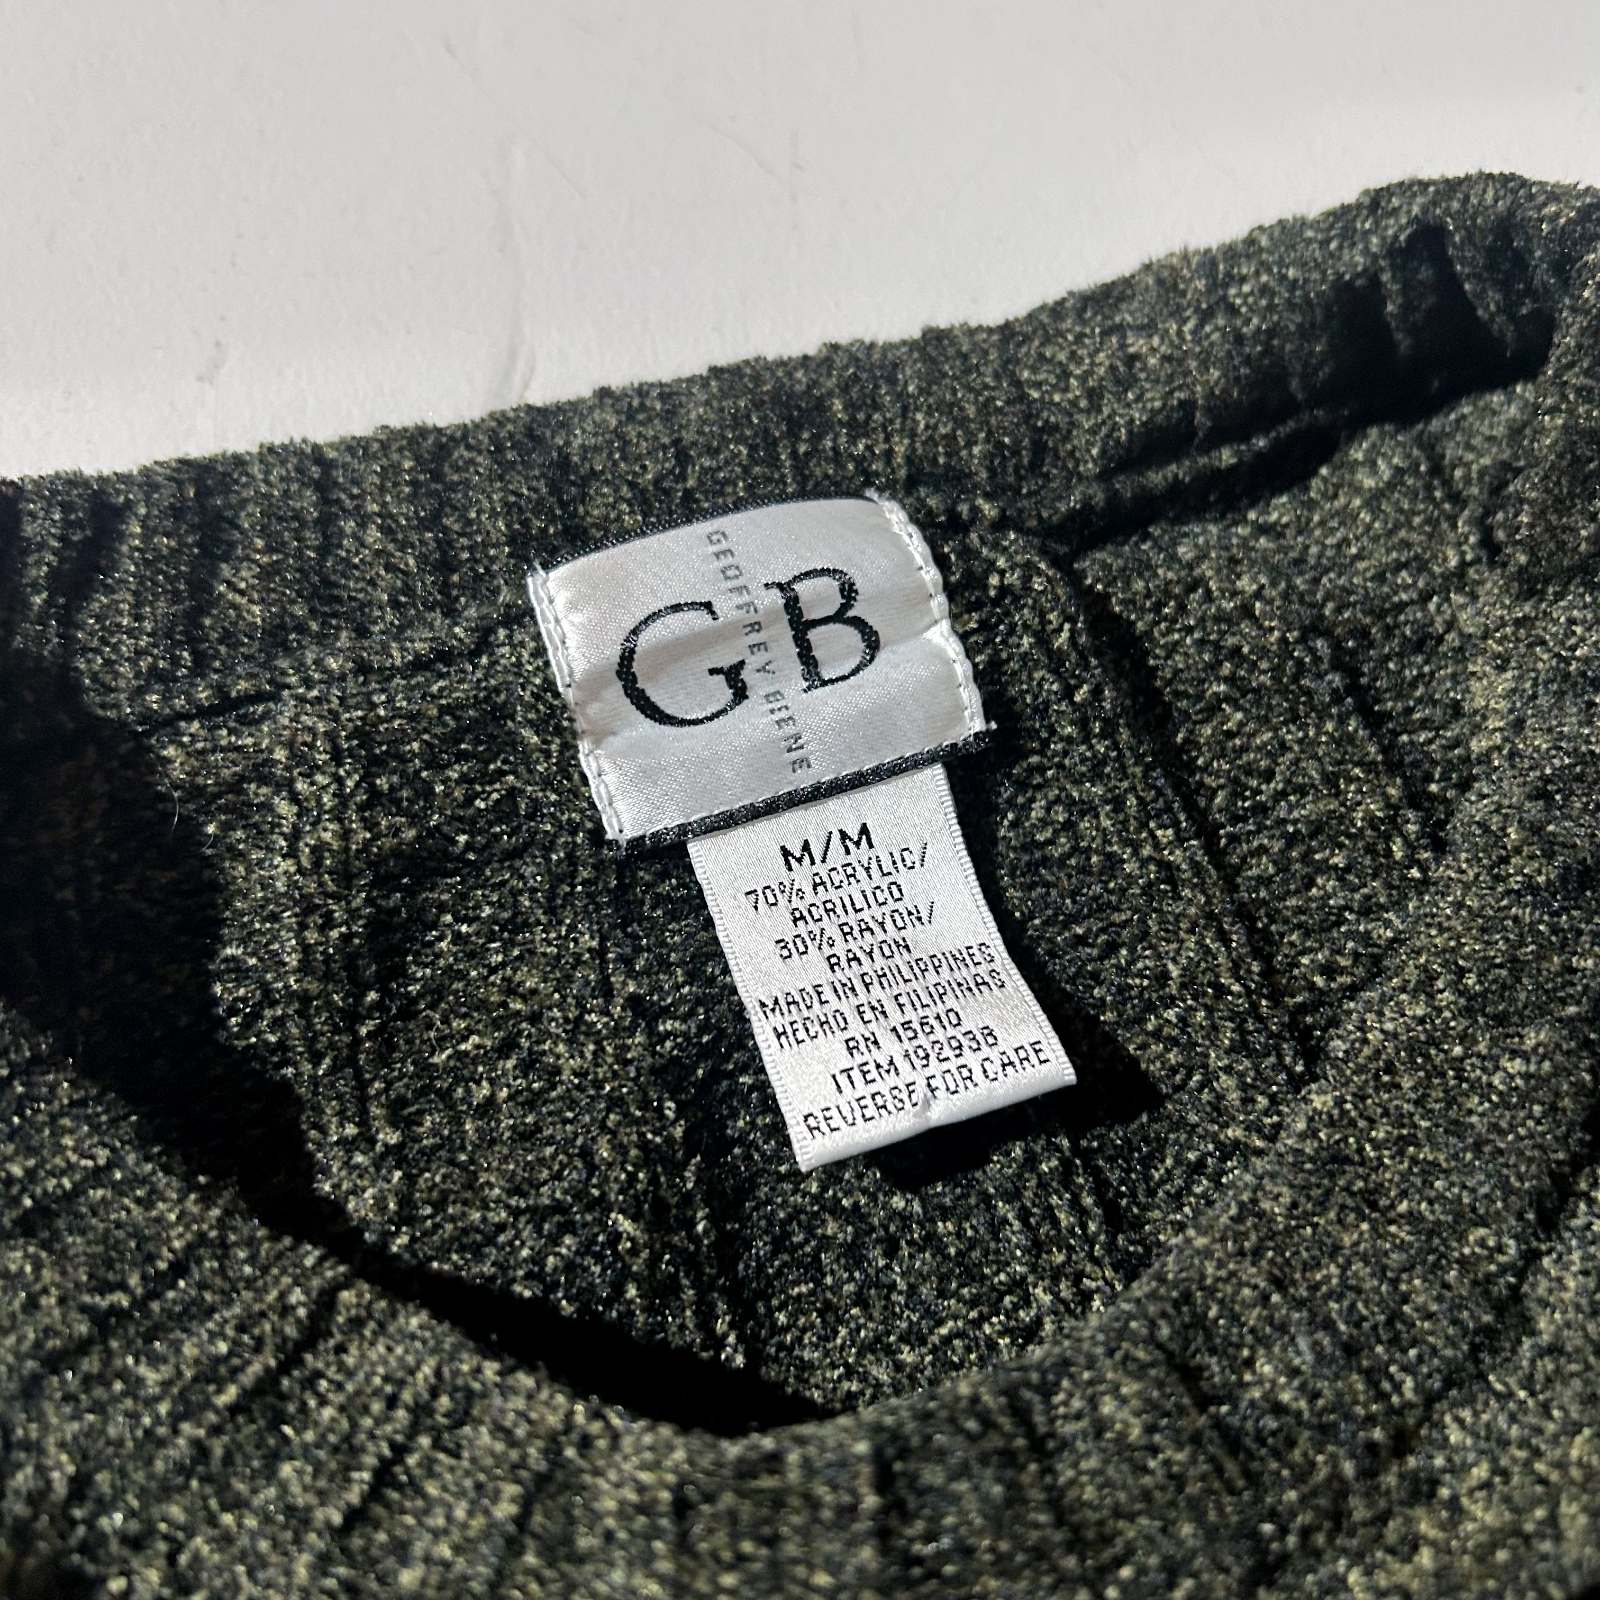 GB
GEOFFREY BEENE
M/M
70% ACRYLIC/
ACRILICO
30% RAYON/
RAYON
MADE IN PHILIPPINES
HECHO EN FILIPINAS
RN 15610
ITEM 192936
REVERSE FOR CARE